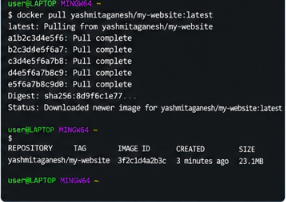 user@LAPTOP MINGW64 ~
$ docker pull yashmitaganesh/my-website:latest
latest: Pulling from yashmitaganesh/my-website
a1b2c3d4e5f6: Pull complete
b2c3d4e5f6a7: Pull complete
c3d4e5f6a7b8: Pull complete
d4e5f6a7b8c9: Pull complete
e5f6a7b8c9d0: Pull complete
Digest: sha256:8d9f6c1e77...
Status: Downloaded newer image for yashmitaganesh/my-website:latest
user@LAPTOP MINGW64 ~
$
REPOSITORY TAG IMAGE ID CREATED SIZE
yashmitaganesh/my-website 3f2c1d4a2b3c 3 minutes ago 23.1MB
user@LAPTOP MINGW64 ~